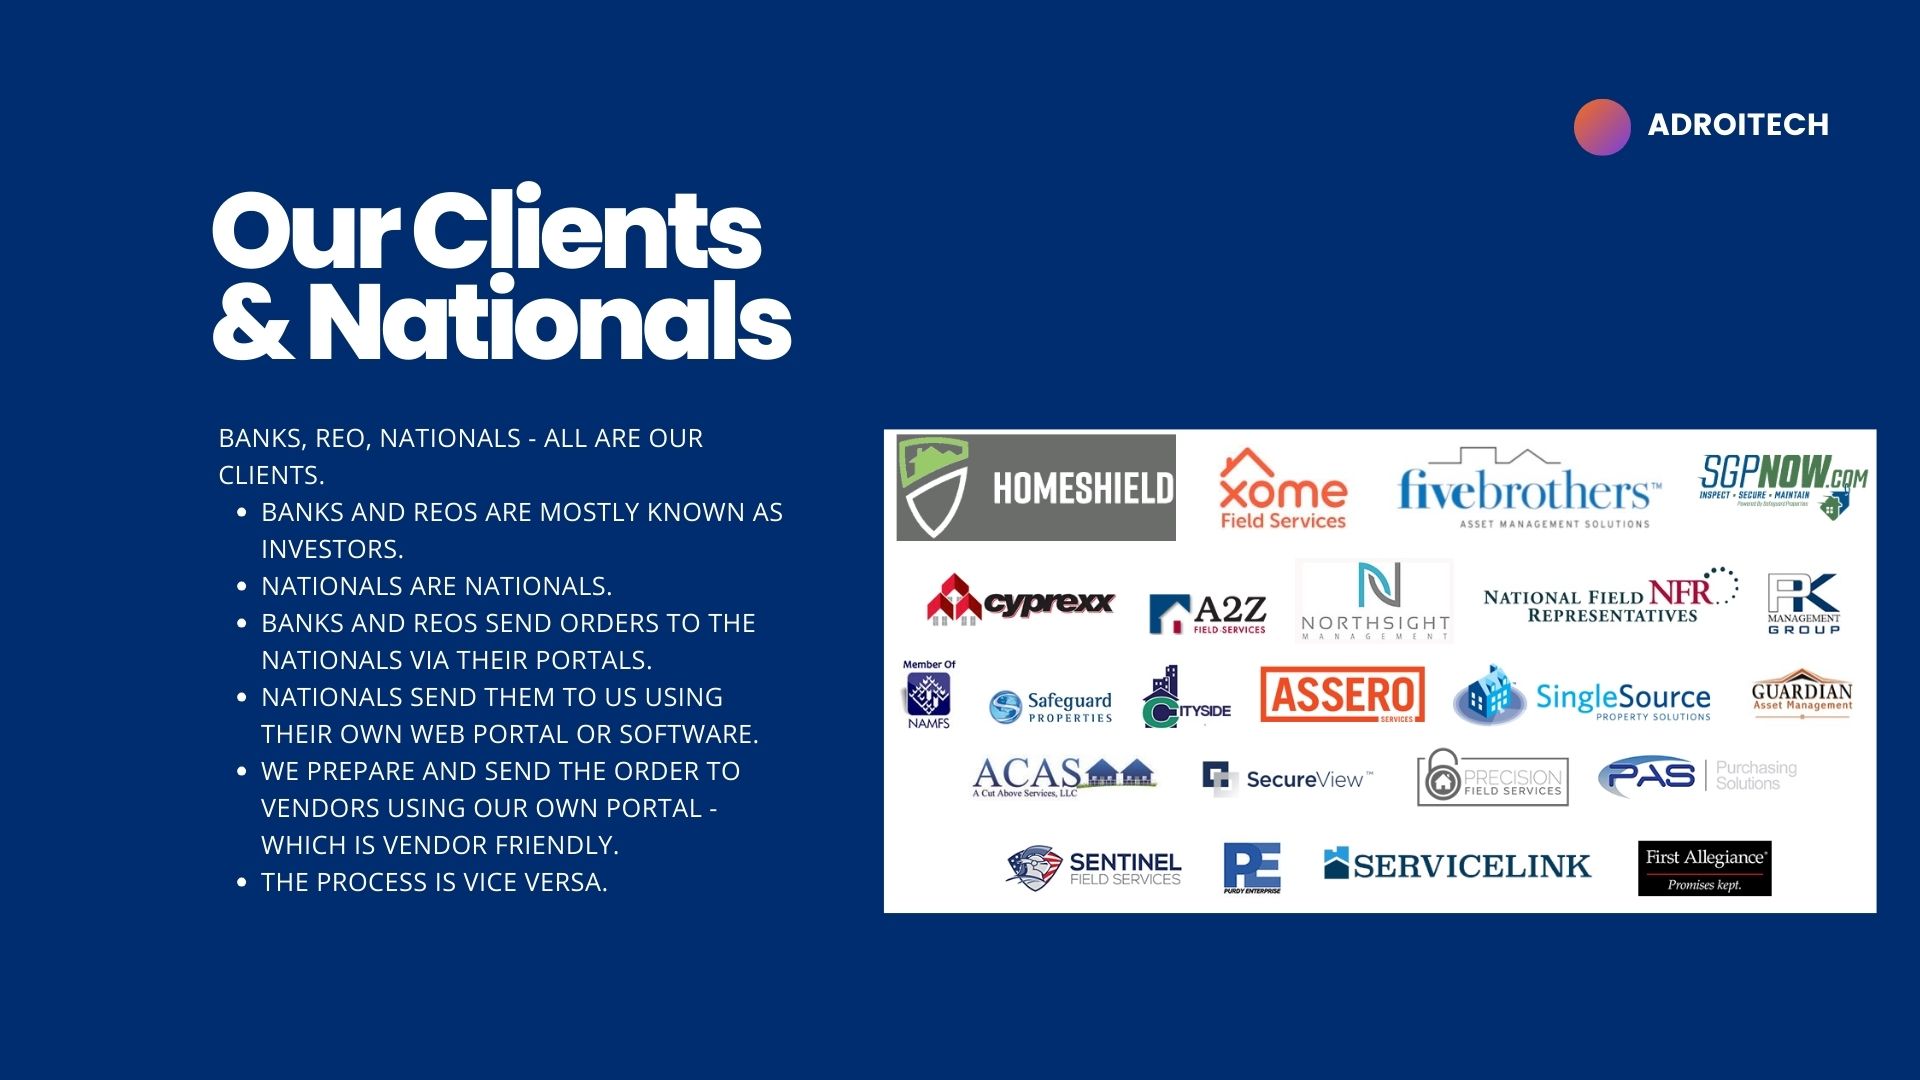 ADROITECH
Our Clients
& Nationals
BANKS, REO, NATIONALS - ALL ARE OUR
CLIENTS.
• BANKS AND REOS ARE MOSTLY KNOWN AS
INVESTORS.
• NATIONALS ARE NATIONALS.
• BANKS AND REOS SEND ORDERS TO THE
NATIONALS VIA THEIR PORTALS.
• NATIONALS SEND THEM TO US USING
THEIR OWN WEB PORTAL OR SOFTWARE.
• WE PREPARE AND SEND THE ORDER TO
VENDORS USING OUR OWN PORTAL -
WHICH IS VENDOR FRIENDLY.
• THE PROCESS IS VICE VERSA.
HOMESHIELD
xome
Field Services
fivebrothers™
ASSET MANAGEMENT SOLUTIONS
SGPNOW.COM
INSPECT • SECURE • MAINTAIN
Powered By Safeguard Properties
cyprexx
A2Z
FIELD SERVICES
NORTHSIGHT
MANAGEMENT
NATIONAL FIELD NFR
REPRESENTATIVES
PK
MANAGEMENT
GROUP
Member Of
NAMFS
Safeguard
PROPERTIES
CITYSIDE
ASSERO
SERVICES
SingleSource
PROPERTY SOLUTIONS
GUARDIAN
Asset Management
ACAS
A Cut Above Services, LLC
SecureView™
PRECISION
FIELD SERVICES
PAS
Purchasing
Solutions
SENTINEL
FIELD SERVICES
PE
PURDY ENTERPRISE
SERVICELINK
First Allegiance®
Promises kept.